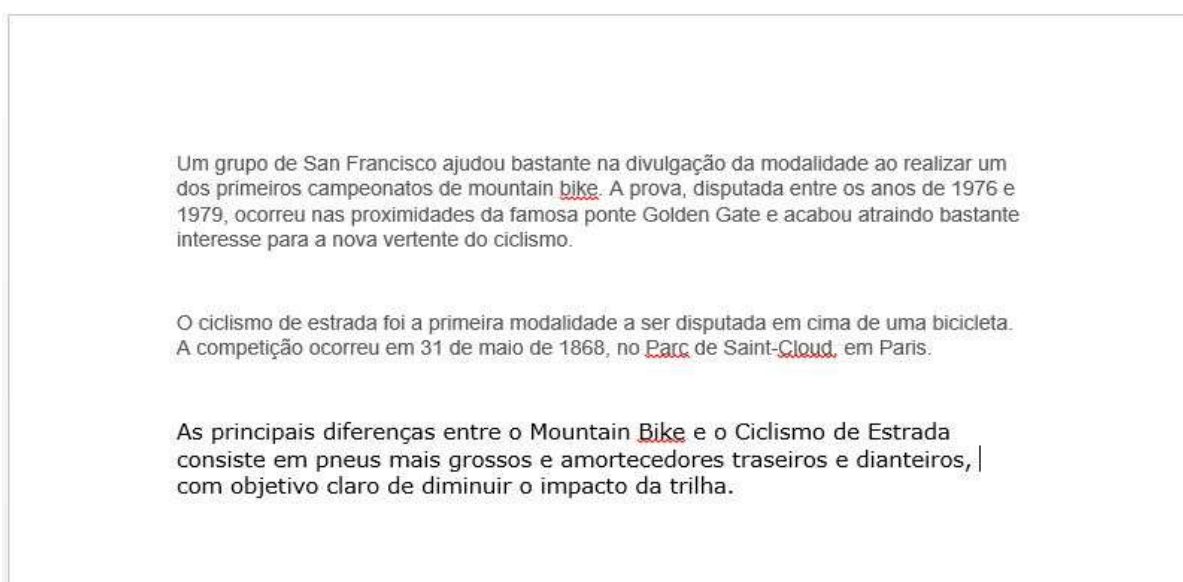 Um grupo de San Francisco ajudou bastante na divulgação da modalidade ao realizar um
dos primeiros campeonatos de mountain bike. A prova, disputada entre os anos de 1976 e
1979, ocorreu nas proximidades da famosa ponte Golden Gate e acabou atraindo bastante
interesse para a nova vertente do ciclismo.
O ciclismo de estrada foi a primeira modalidade a ser disputada em cima de uma bicicleta.
A competição ocorreu em 31 de maio de 1868, no Parc de Saint-Cloud, em Paris.
As principais diferenças entre o Mountain Bike e o Ciclismo de Estrada
consiste em pneus mais grossos e amortecedores traseiros e dianteiros,
com objetivo claro de diminuir o impacto da trilha.